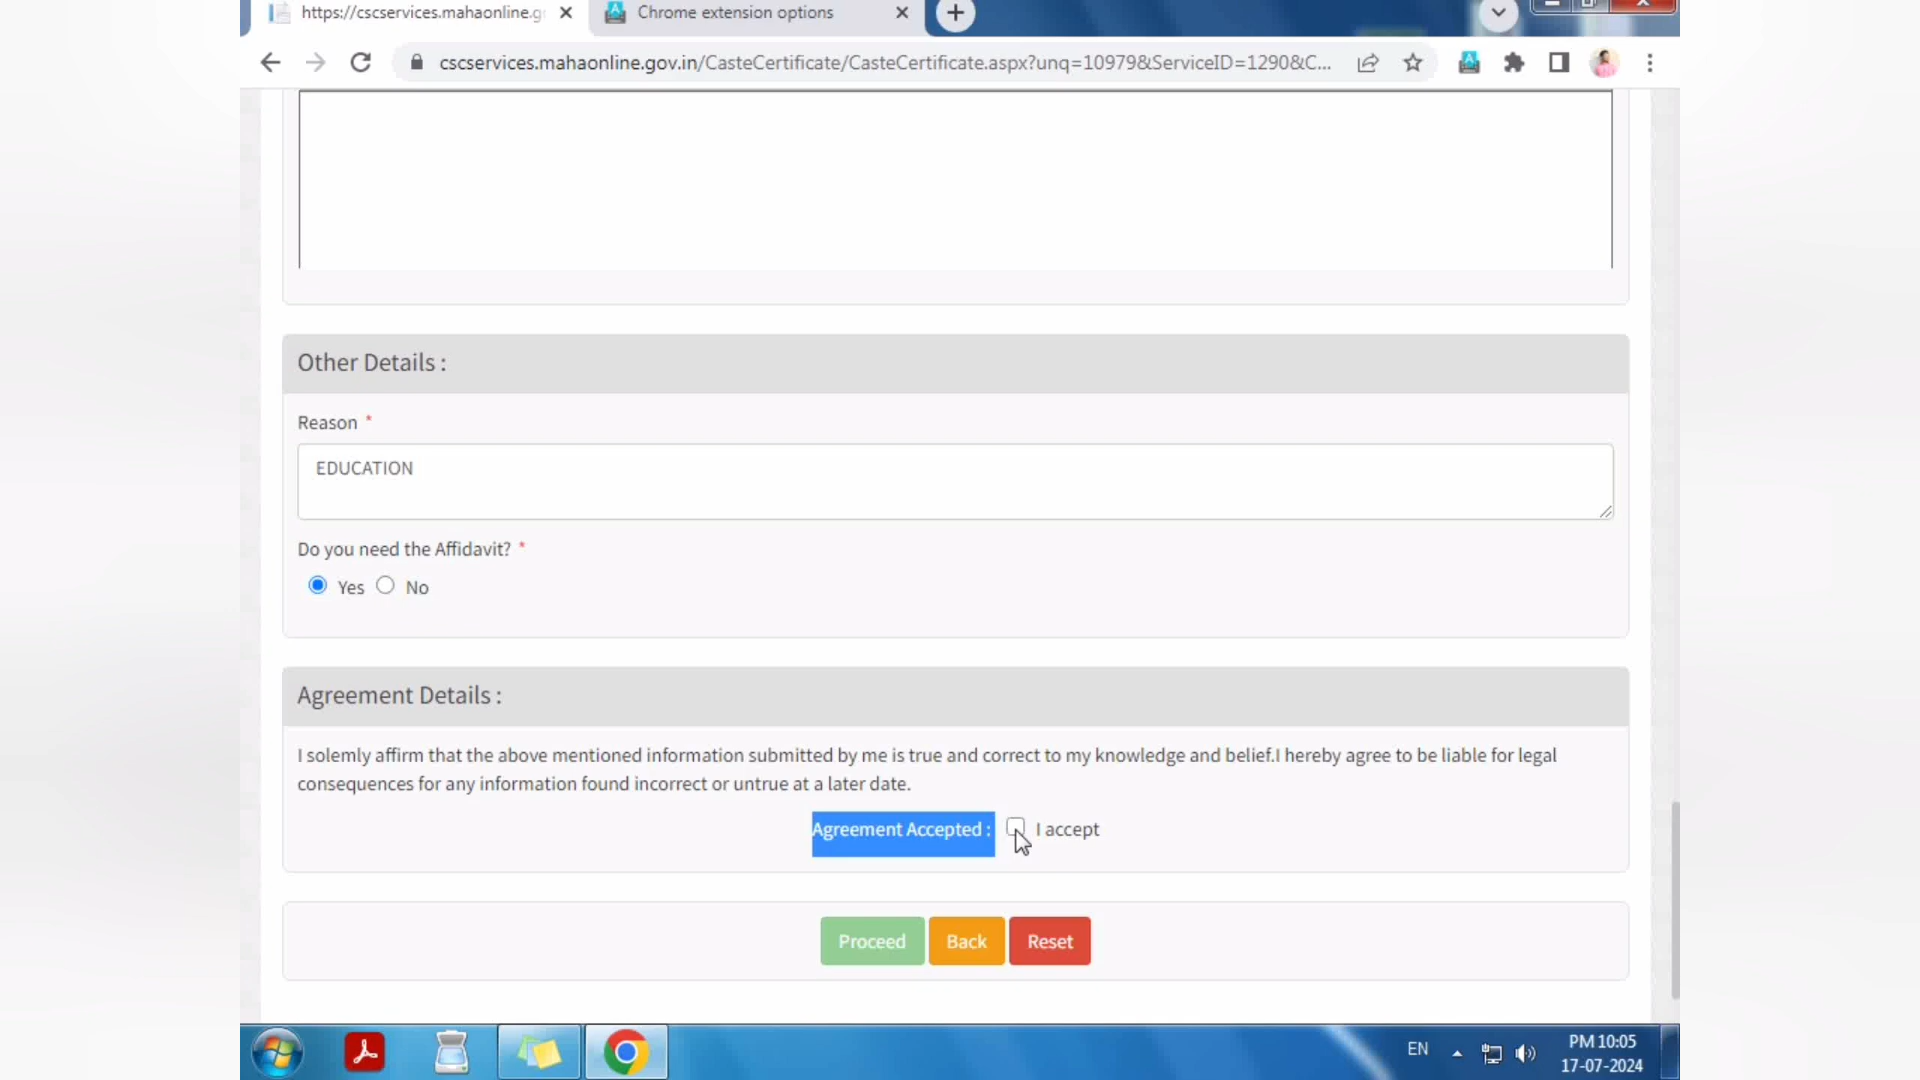 https://cscservices.mahaonline.g
Chrome extension options
cscservices.mahaonline.gov.in/CasteCertificate/CasteCertificate.aspx?unq=10979&ServiceID=1290&C...
Other Details :
Reason *
EDUCATION
Do you need the Affidavit? *
Yes No
Agreement Details :
I solemly affirm that the above mentioned information submitted by me is true and correct to my knowledge and belief.I hereby agree to be liable for legal
consequences for any information found incorrect or untrue at a later date.
Agreement Accepted : I accept
Proceed Back Reset
EN
PM 10:05
17-07-2024